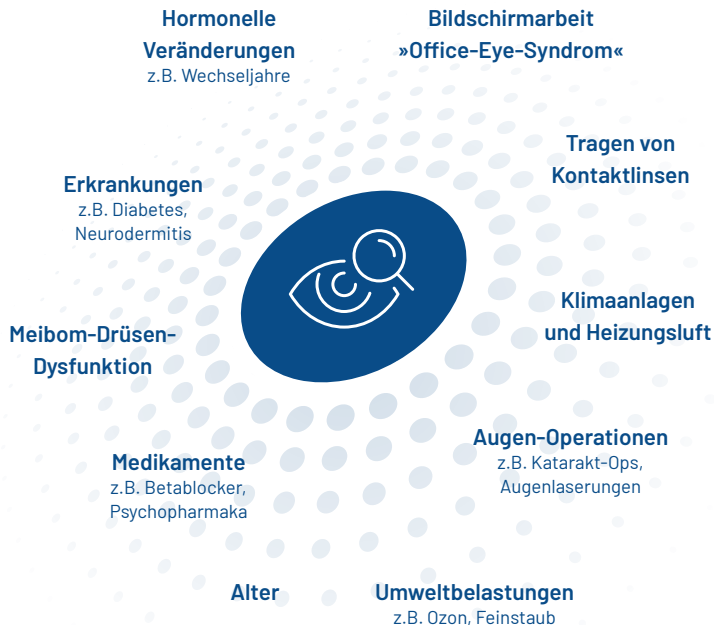 Hormonelle
Veränderungen
z.B. Wechseljahre
Bildschirmarbeit
»Office-Eye-Syndrom«
Tragen von
Kontaktlinsen
Erkrankungen
z.B. Diabetes,
Neurodermitis
Klimaanlagen
und Heizungsluft
Meibom-Drüsen-
Dysfunktion
Augen-Operationen
z.B. Katarakt-Ops,
Augenlaserungen
Medikamente
z.B. Betablocker,
Psychopharmaka
Alter
Umweltbelastungen
z.B. Ozon, Feinstaub